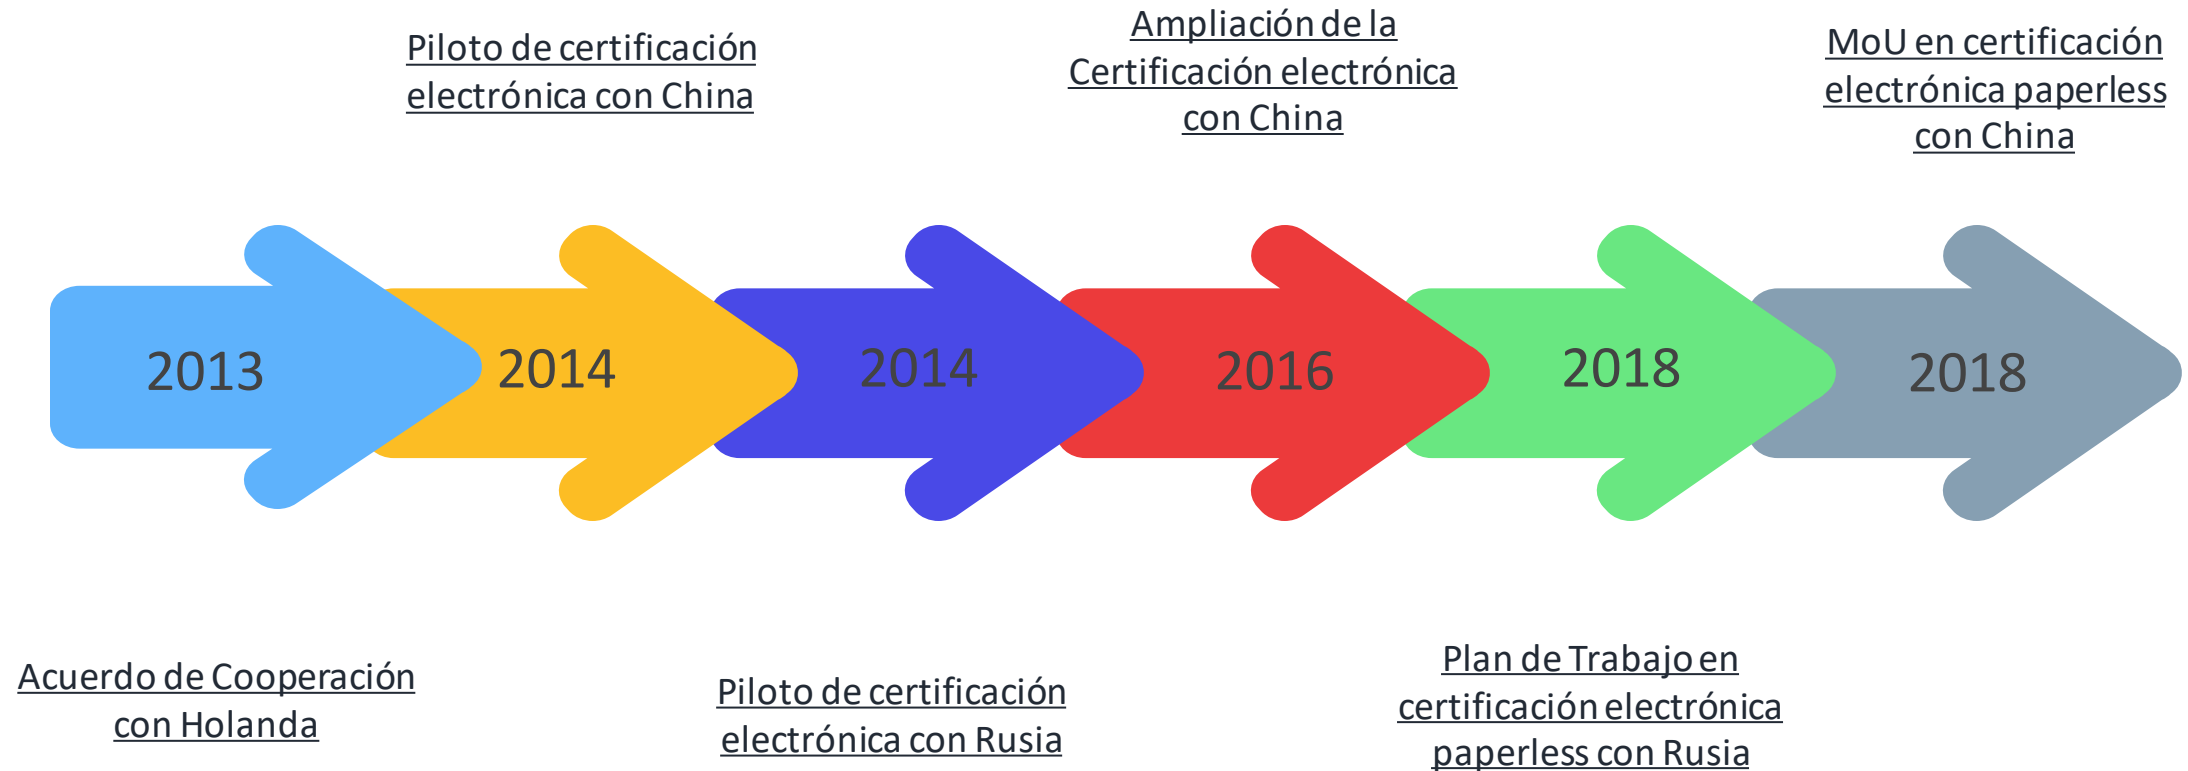 Piloto de certificación
electrónica con China
Ampliación de la
Certificación electrónica
con China
MoU en certificación
electrónica paperless
con China
2013
2014
2014
2016
2018
2018
Acuerdo de Cooperación
con Holanda
Piloto de certificación
electrónica con Rusia
Plan de Trabajo en
certificación electrónica
paperless con Rusia